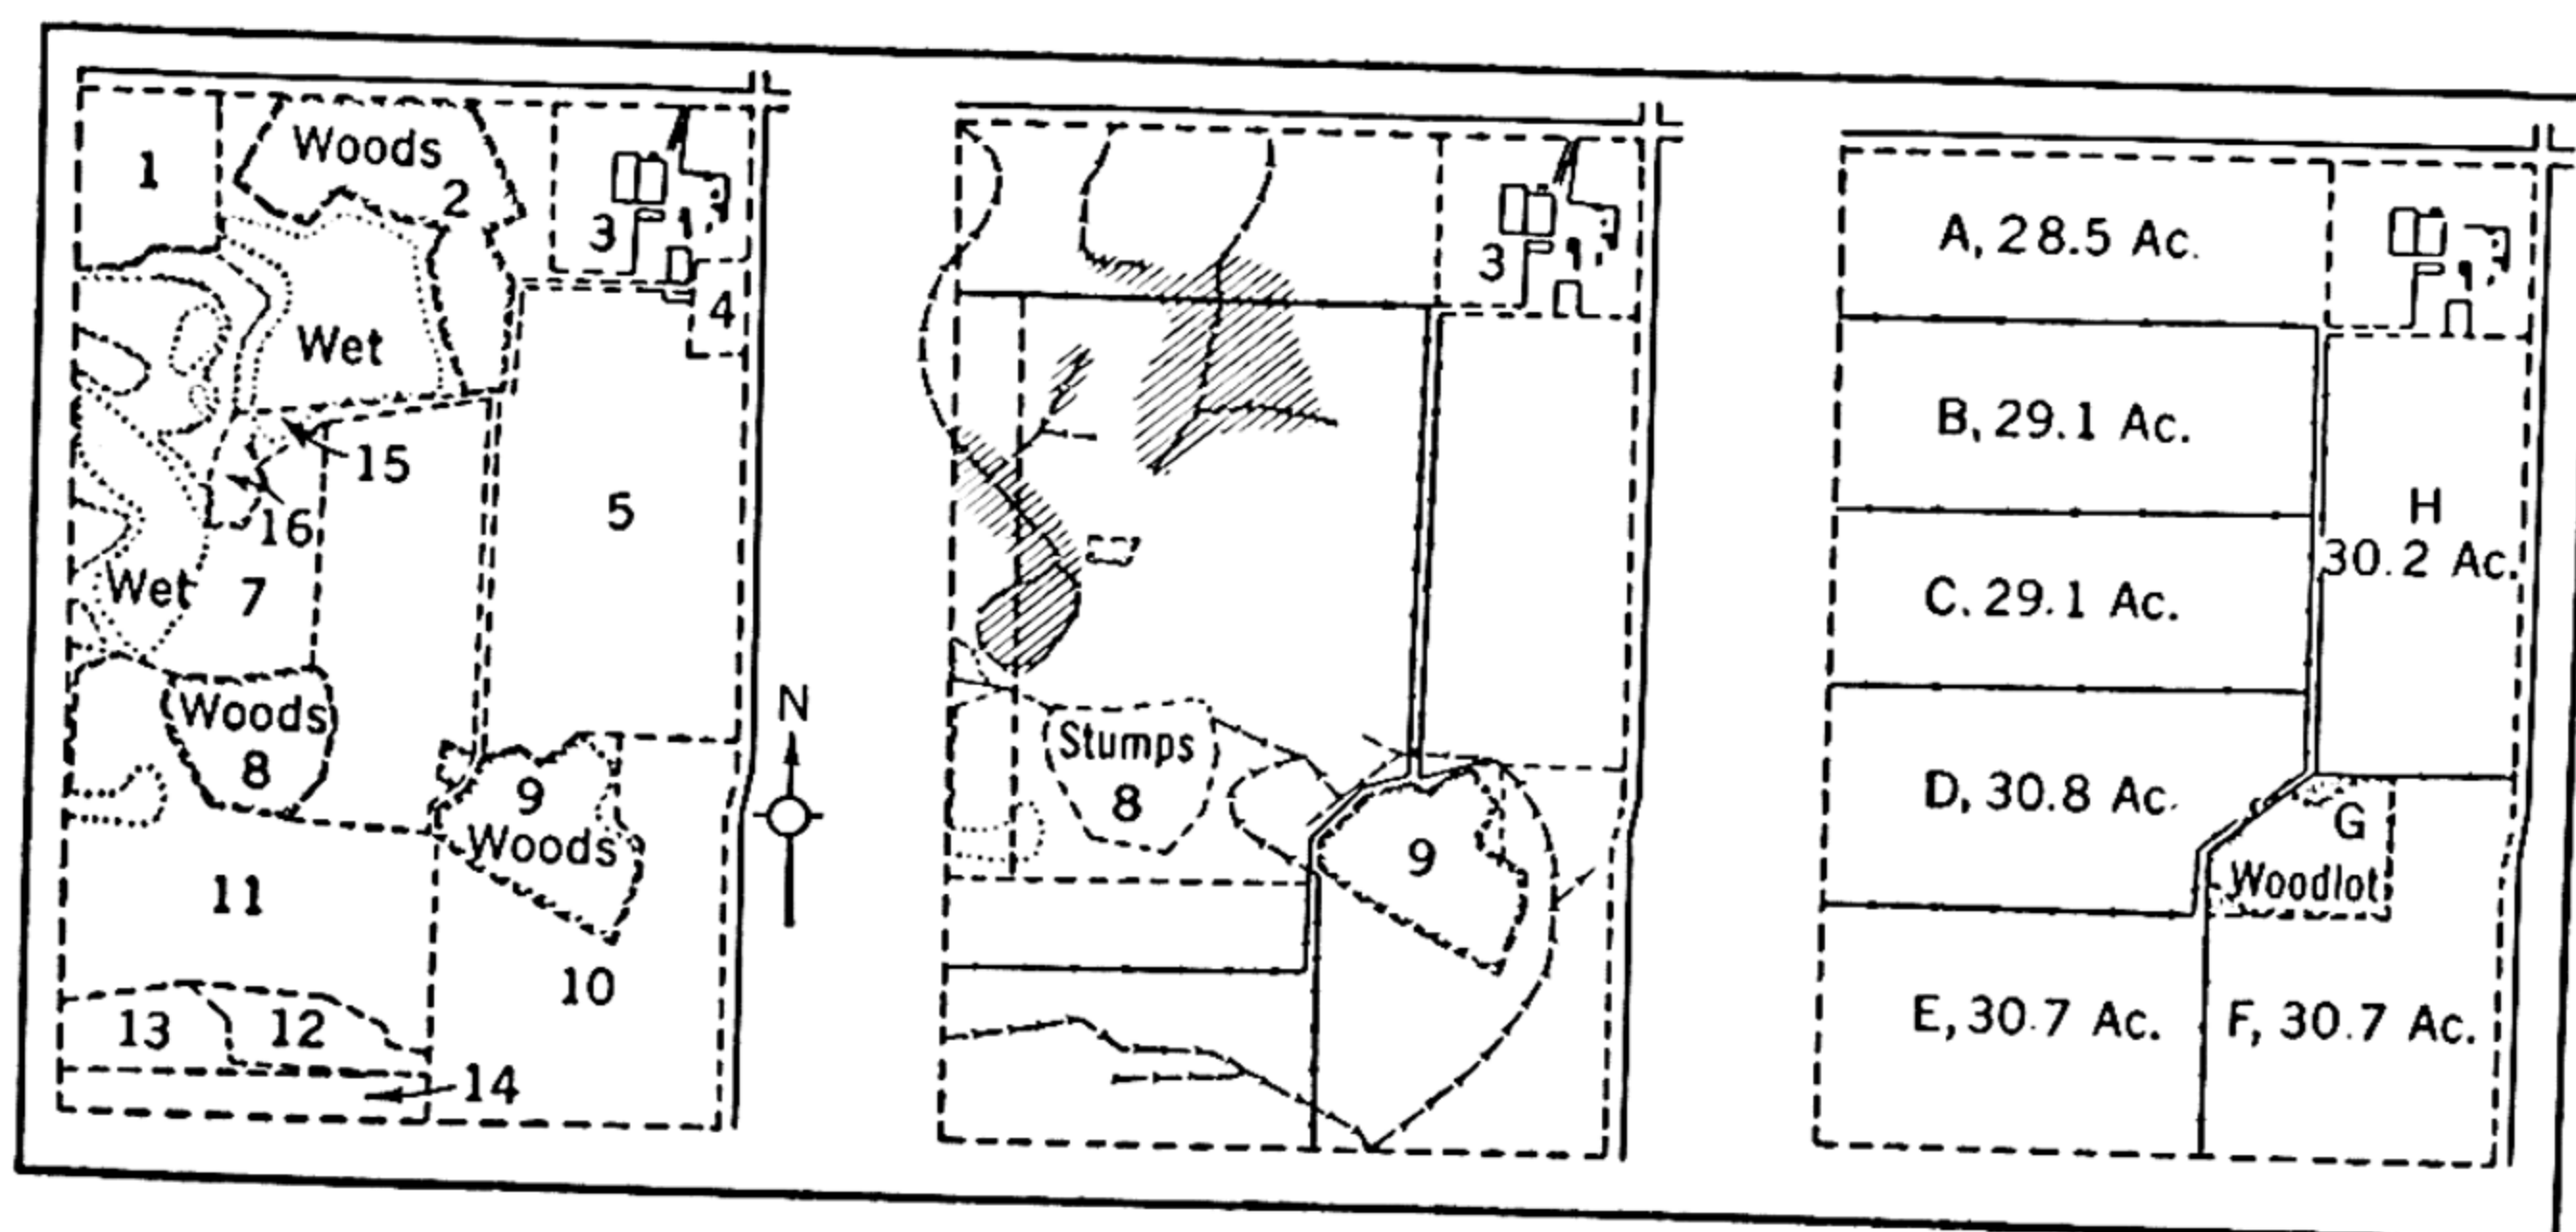 Woods
1
2
3
4
Wet
15
5
16
Wet
7
Woods
8
9
Woods
11
10
13
12
14
N
3
Stumps
8
9
A, 28.5 Ac.
B, 29.1 Ac.
H
30.2 Ac.
C. 29.1 Ac.
D, 30.8 Ac.
G
Woodlot
E, 30.7 Ac.
F, 30.7 Ac.